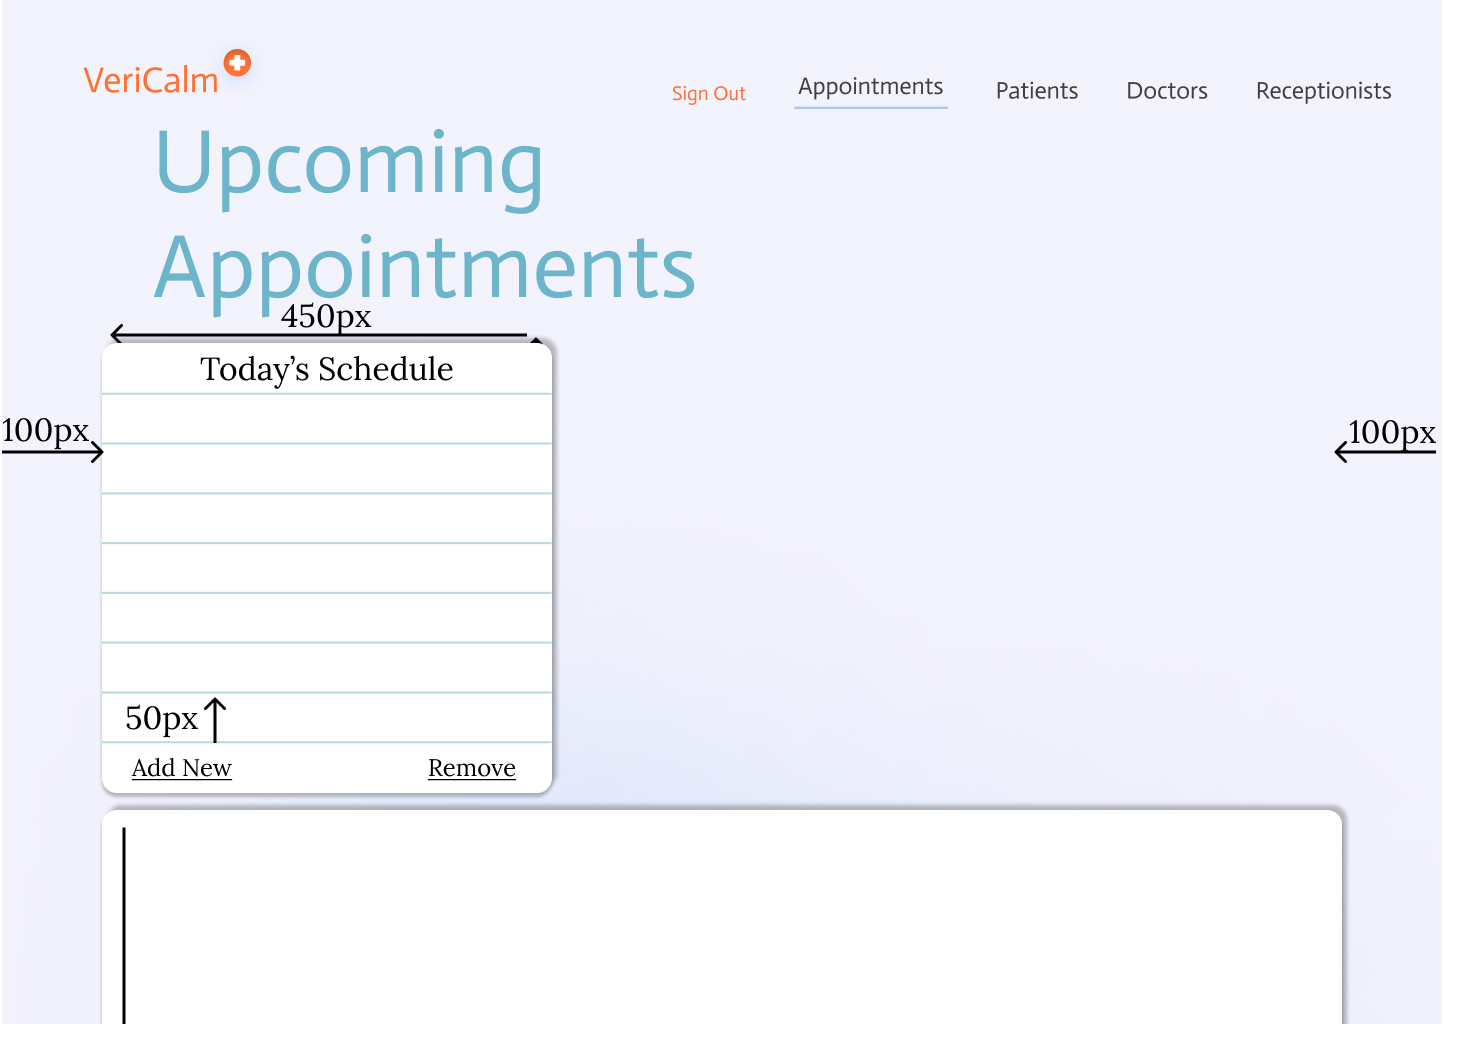 VeriCalm
Sign Out Appointments Patients Doctors Receptionists
Upcoming
Appointments
450px
Today’s Schedule
100px
100px
50px
Add New Remove